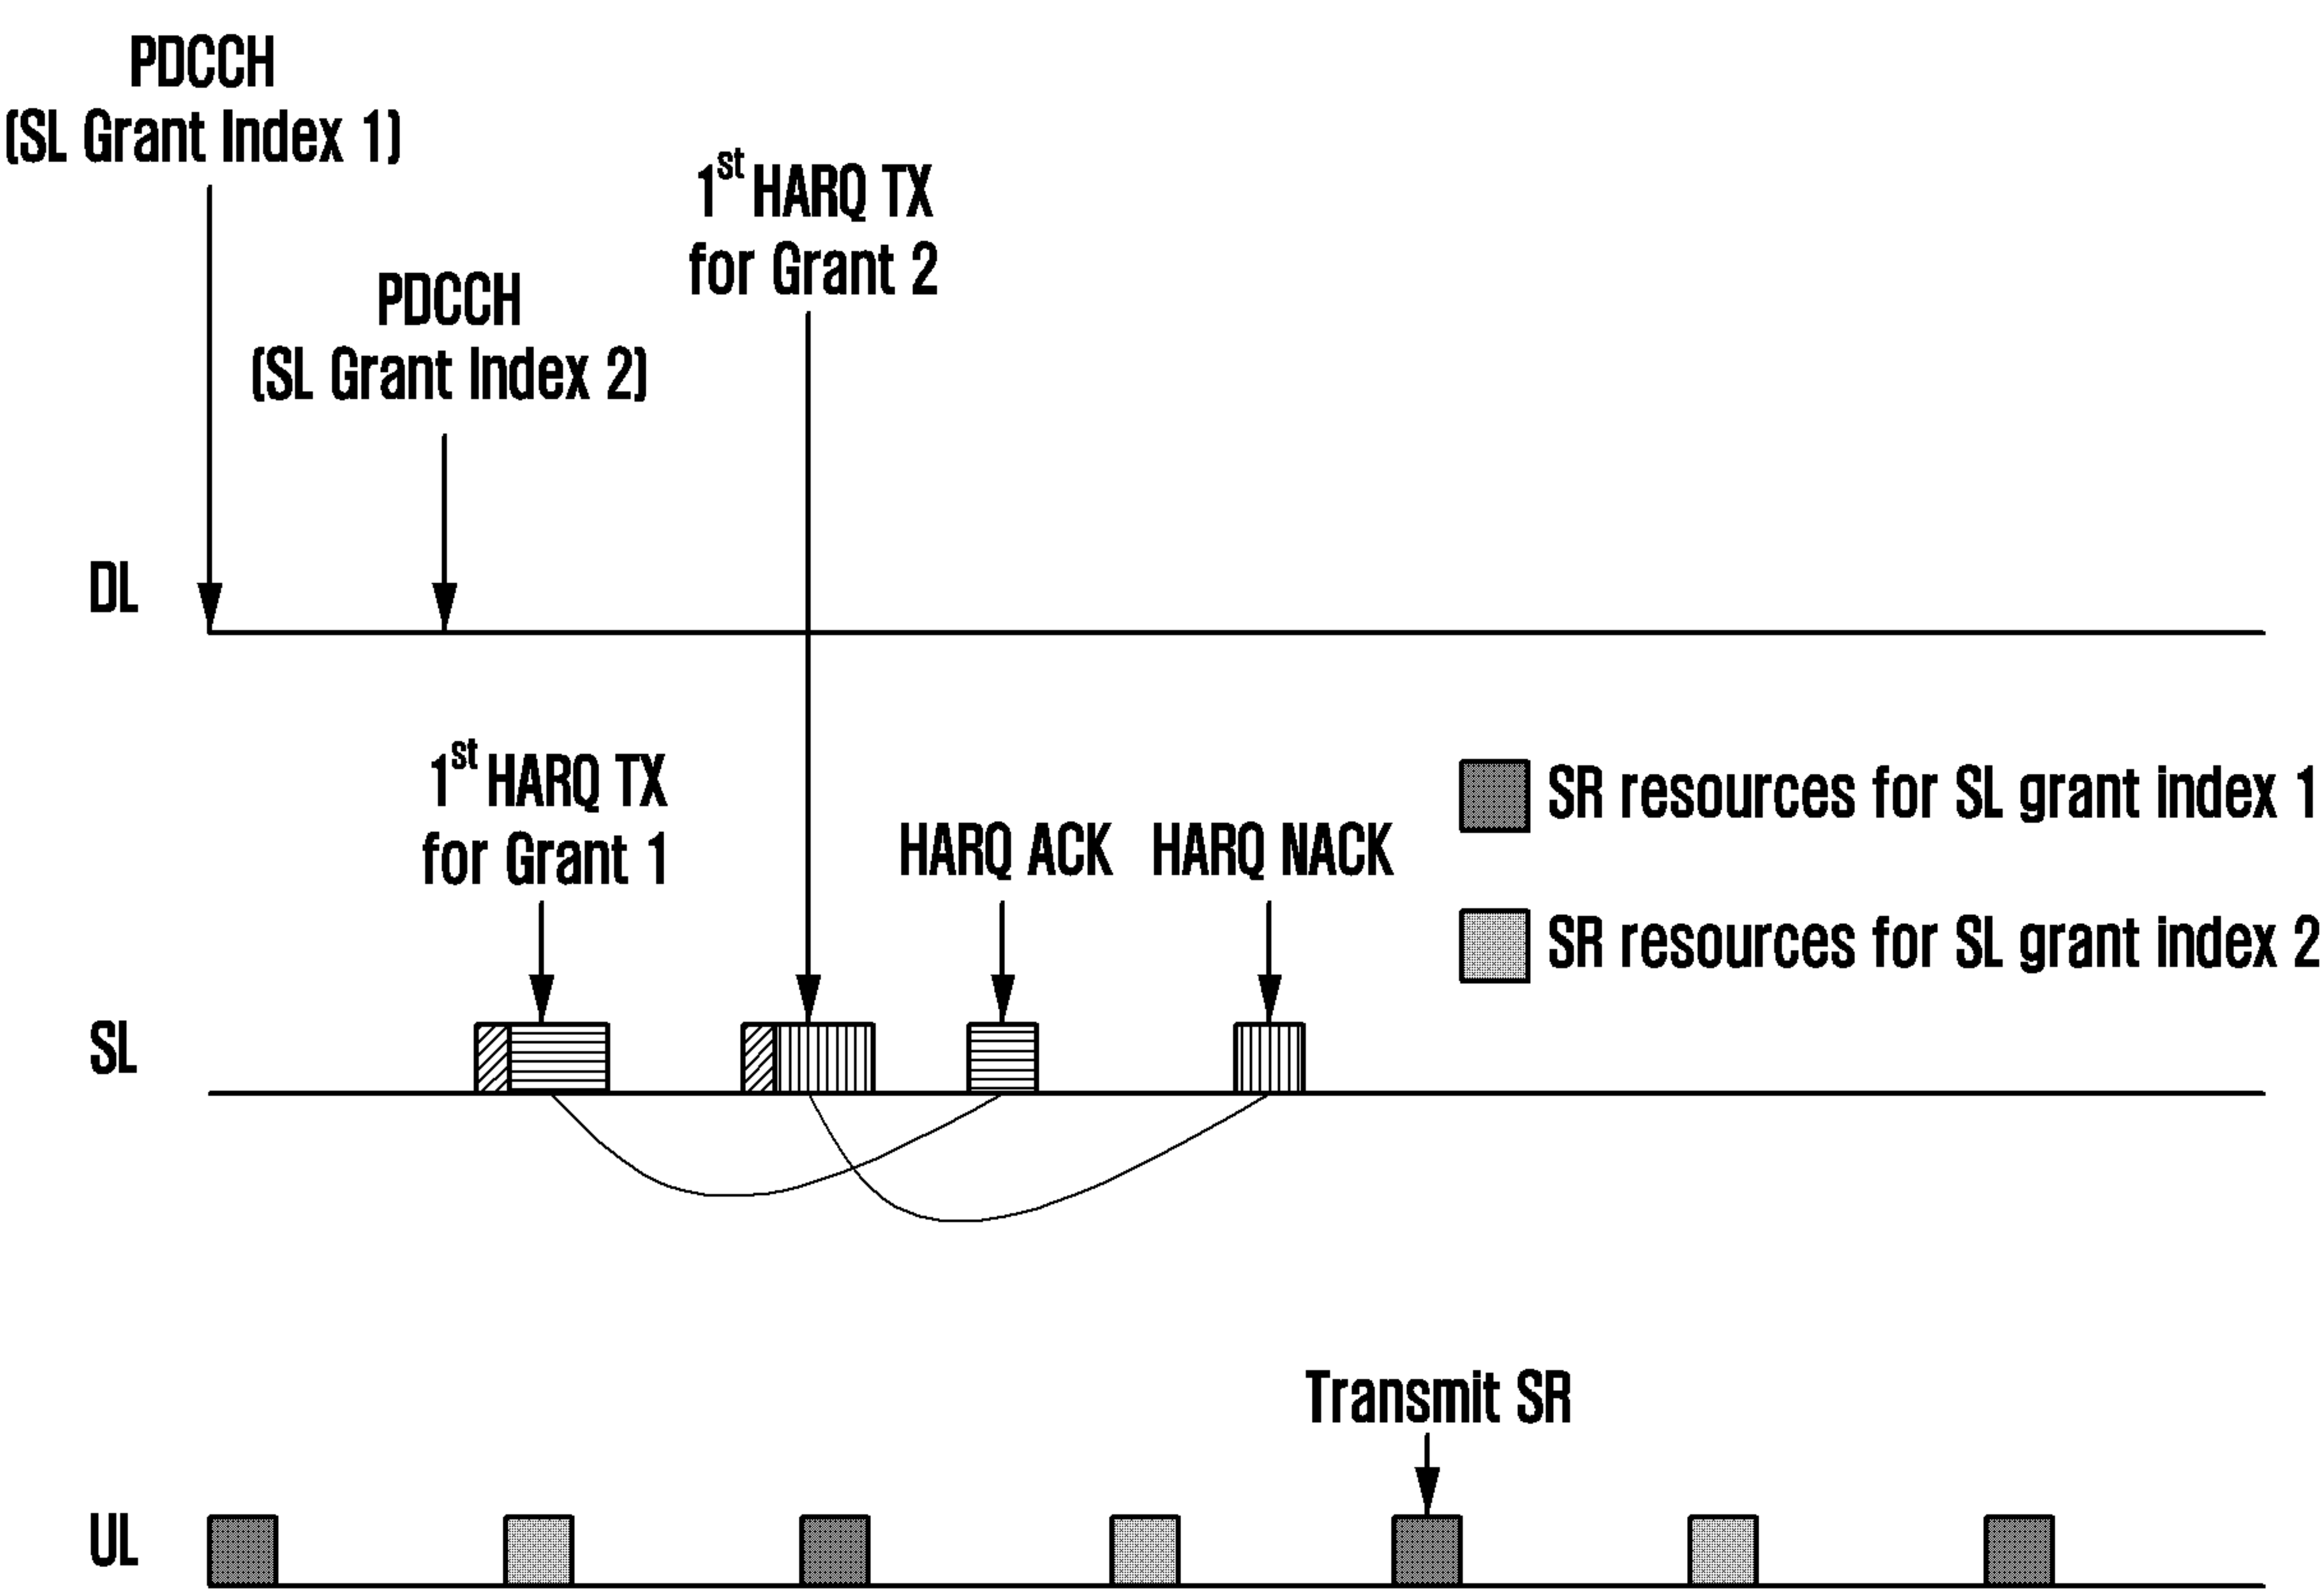 PDCCH
(SL Grant Index 1)
1st HARQ TX
for Grant 2
PDCCH
(SL Grant Index 2)
DL
1st HARQ TX
for Grant 1
HARQ ACK
HARQ NACK
SR resources for SL grant index 1
SR resources for SL grant index 2
SL
Transmit SR
UL